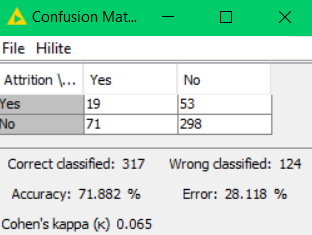 Confusion Mat...
File Hilite
Attrition \... Yes No
Yes 19 53
No 71 298
Correct classified: 317 Wrong classified: 124
Accuracy: 71.882 % Error: 28.118 %
Cohen's kappa (κ) 0.065